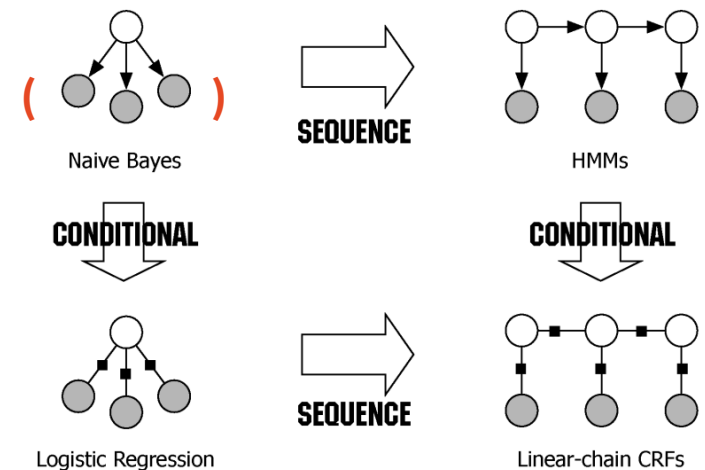 ( )
SEQUENCE
Naive Bayes
HMMs
CONDITIONAL
CONDITIONAL
SEQUENCE
Logistic Regression
Linear-chain CRFs